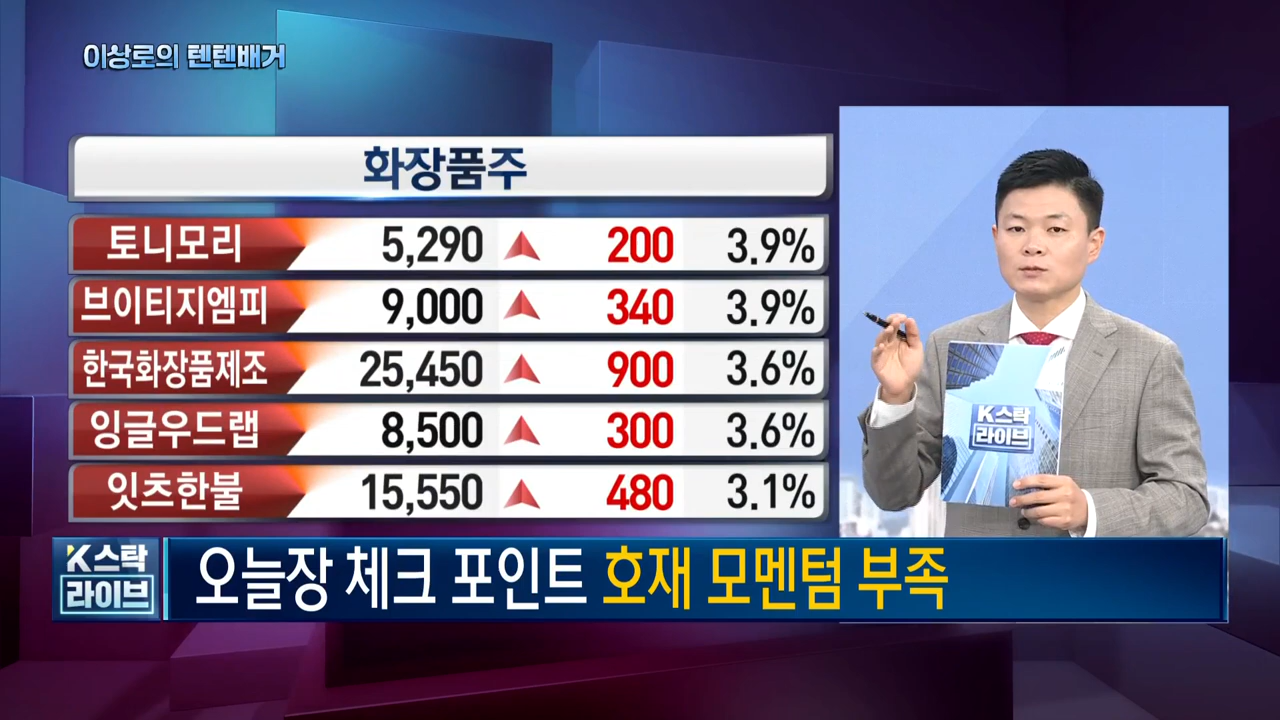 이상로의 텐텐배거
화장품주
토니모리 5,290 ▲ 200 3.9%
브이티지엠피 9,000 ▲ 340 3.9%
한국화장품제조 25,450 ▲ 900 3.6%
잉글우드랩 8,500 ▲ 300 3.6%
잇츠한불 15,550 ▲ 480 3.1%
K스탁
라이브
K스탁
라이브
오늘장 체크 포인트 호재 모멘텀 부족